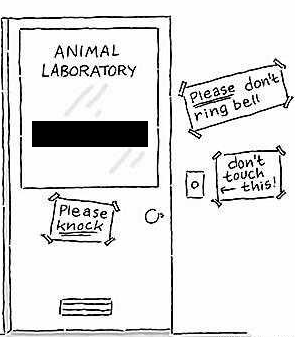 ANIMAL
LABORATORY
Please don't
ring bell
don't
touch
← this!
Please
knock